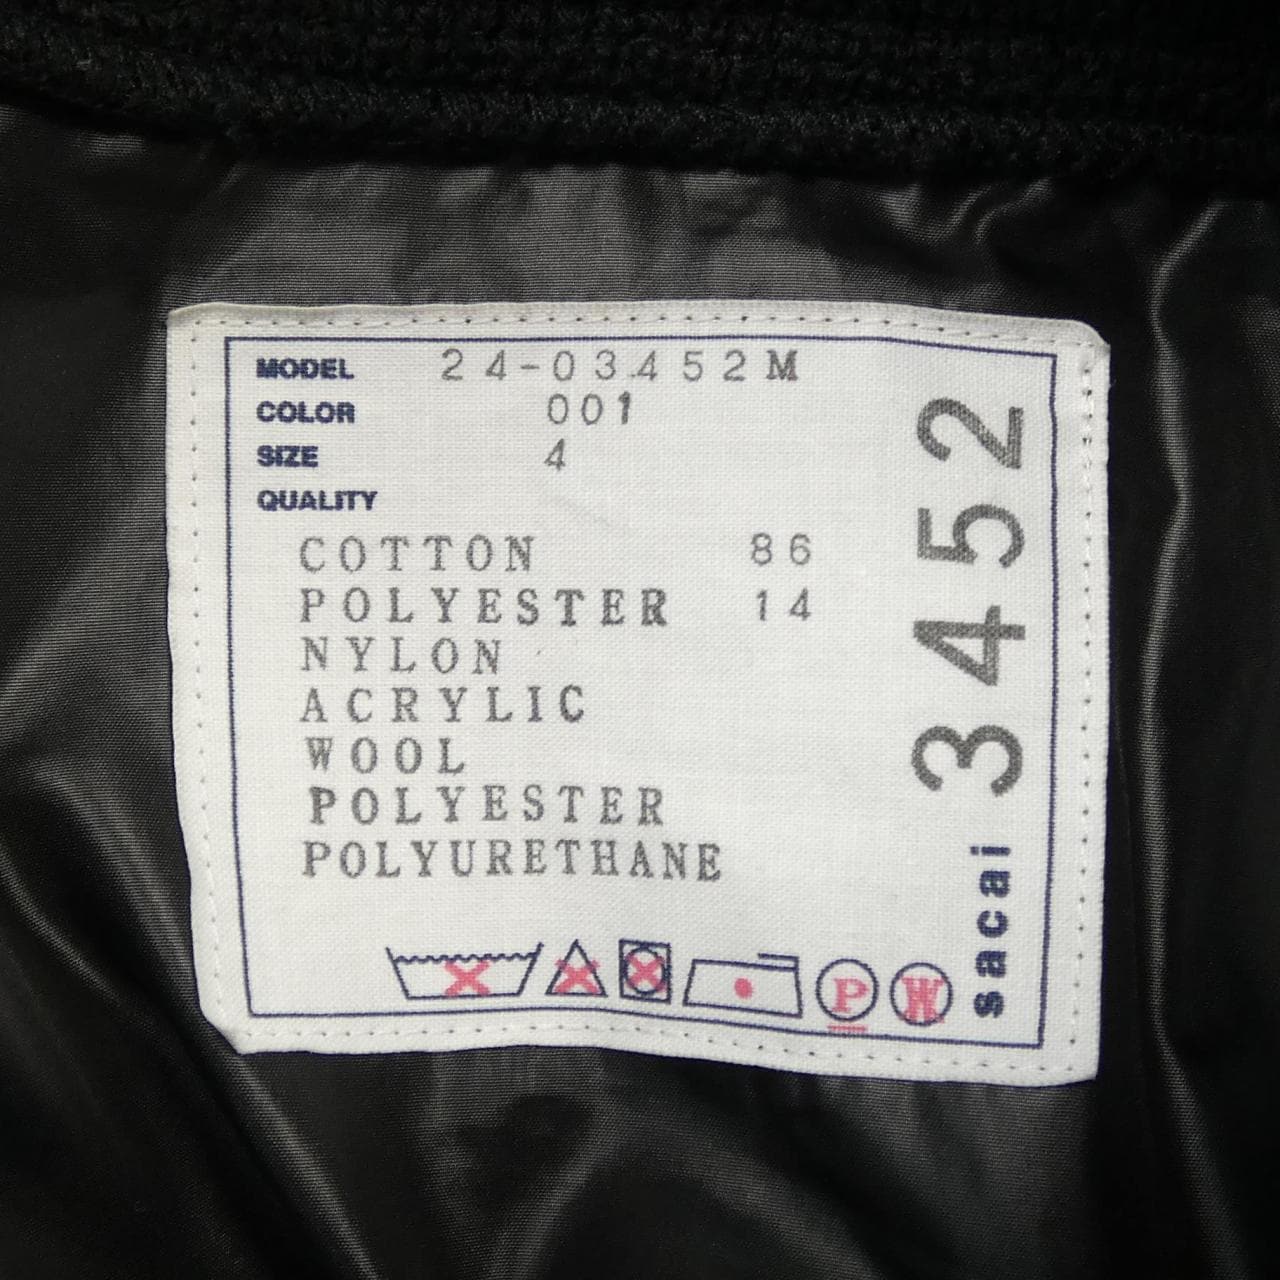 MODEL 24-03452M
COLOR 001
SIZE 4
QUALITY
COTTON 86
POLYESTER 14
NYLON
ACRYLIC
WOOL
POLYESTER
POLYURETHANE
P
W
sacai 3452